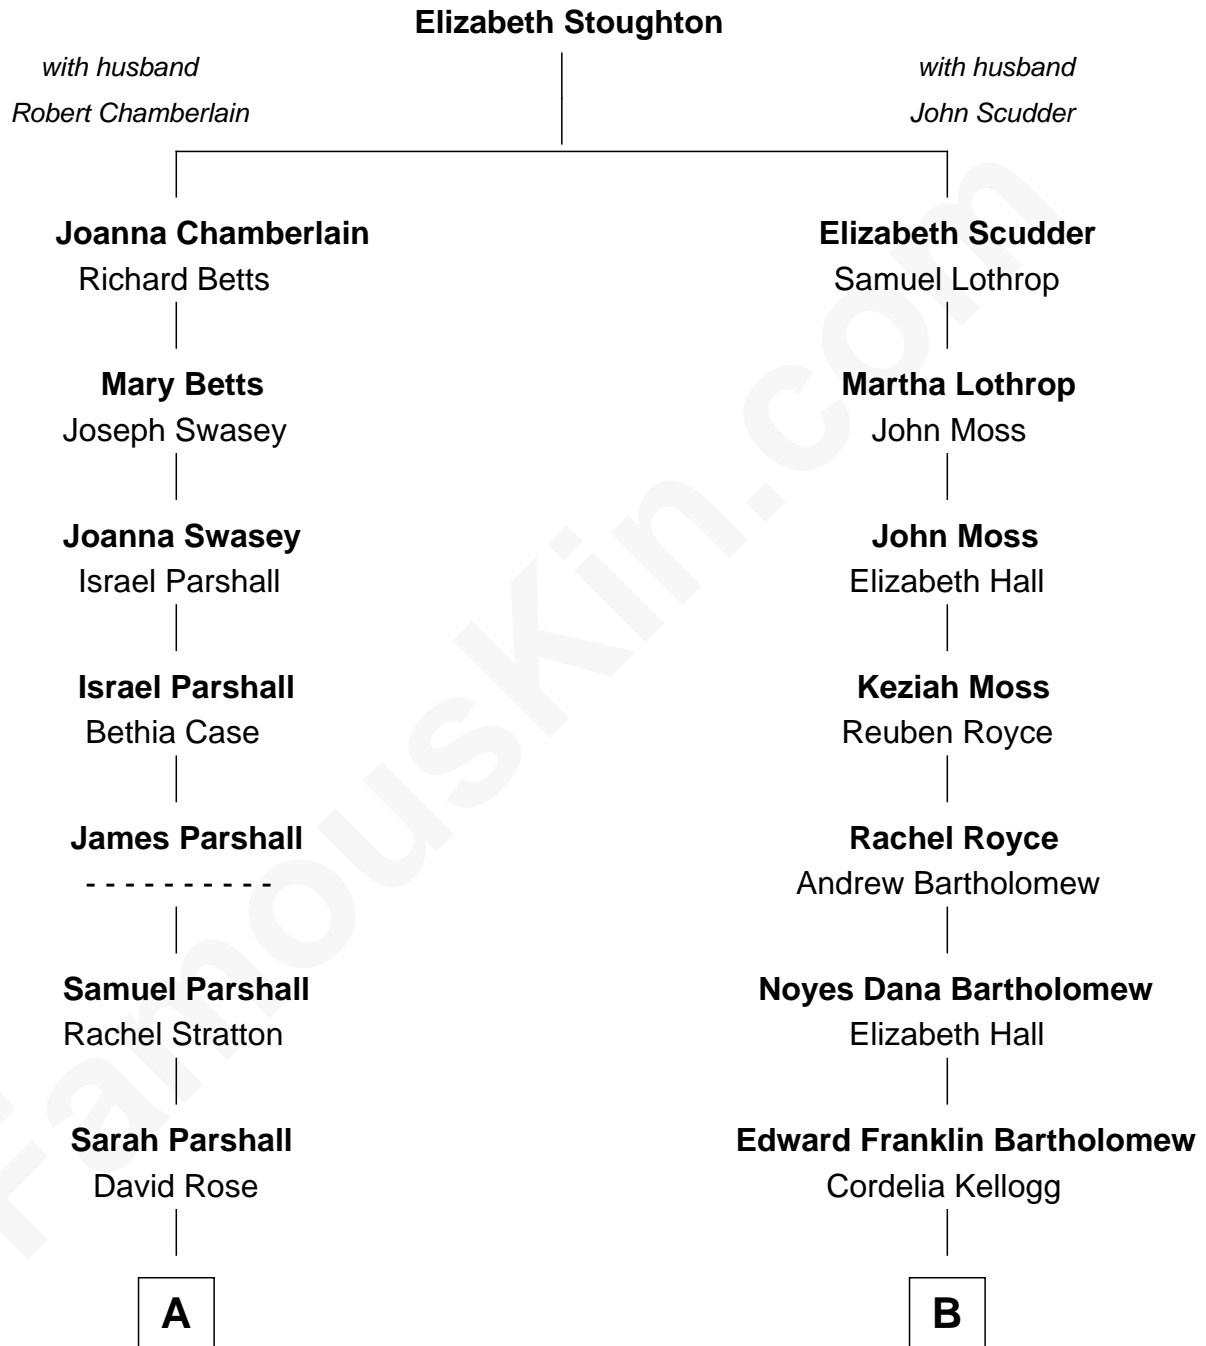 Elizabeth Stoughton
with husband
Robert Chamberlain
with husband
John Scudder
Joanna Chamberlain
Richard Betts
Elizabeth Scudder
Samuel Lothrop
Mary Betts
Joseph Swasey
Martha Lothrop
John Moss
Joanna Swasey
Israel Parshall
John Moss
Elizabeth Hall
Israel Parshall
Bethia Case
Keziah Moss
Reuben Royce
James Parshall
- - - - - - - - - -
Rachel Royce
Andrew Bartholomew
Samuel Parshall
Rachel Stratton
Noyes Dana Bartholomew
Elizabeth Hall
Sarah Parshall
David Rose
Edward Franklin Bartholomew
Cordelia Kellogg
A
B
FamousKin.com